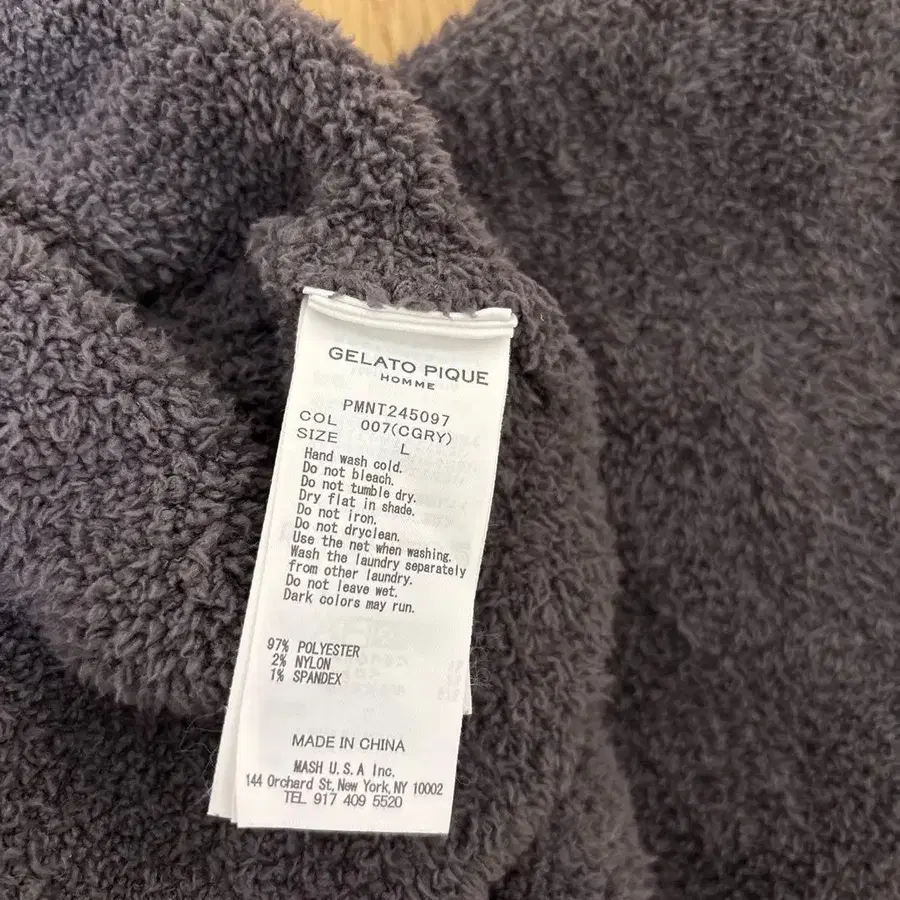 GELATO PIQUE
HOMME
PMNT245097
COL 007(CGRY)
SIZE L
Hand wash cold.
Do not bleach.
Do not tumble dry.
Dry flat in shade.
Do not iron.
Do not dryclean.
Use the net when washing.
Wash the laundry separately
from other laundry.
Do not leave wet.
Dark colors may run.
97% POLYESTER
2% NYLON
1% SPANDEX
MADE IN CHINA
MASH U.S.A Inc.
144 Orchard St, New York, NY 10002
TEL 917 409 5520